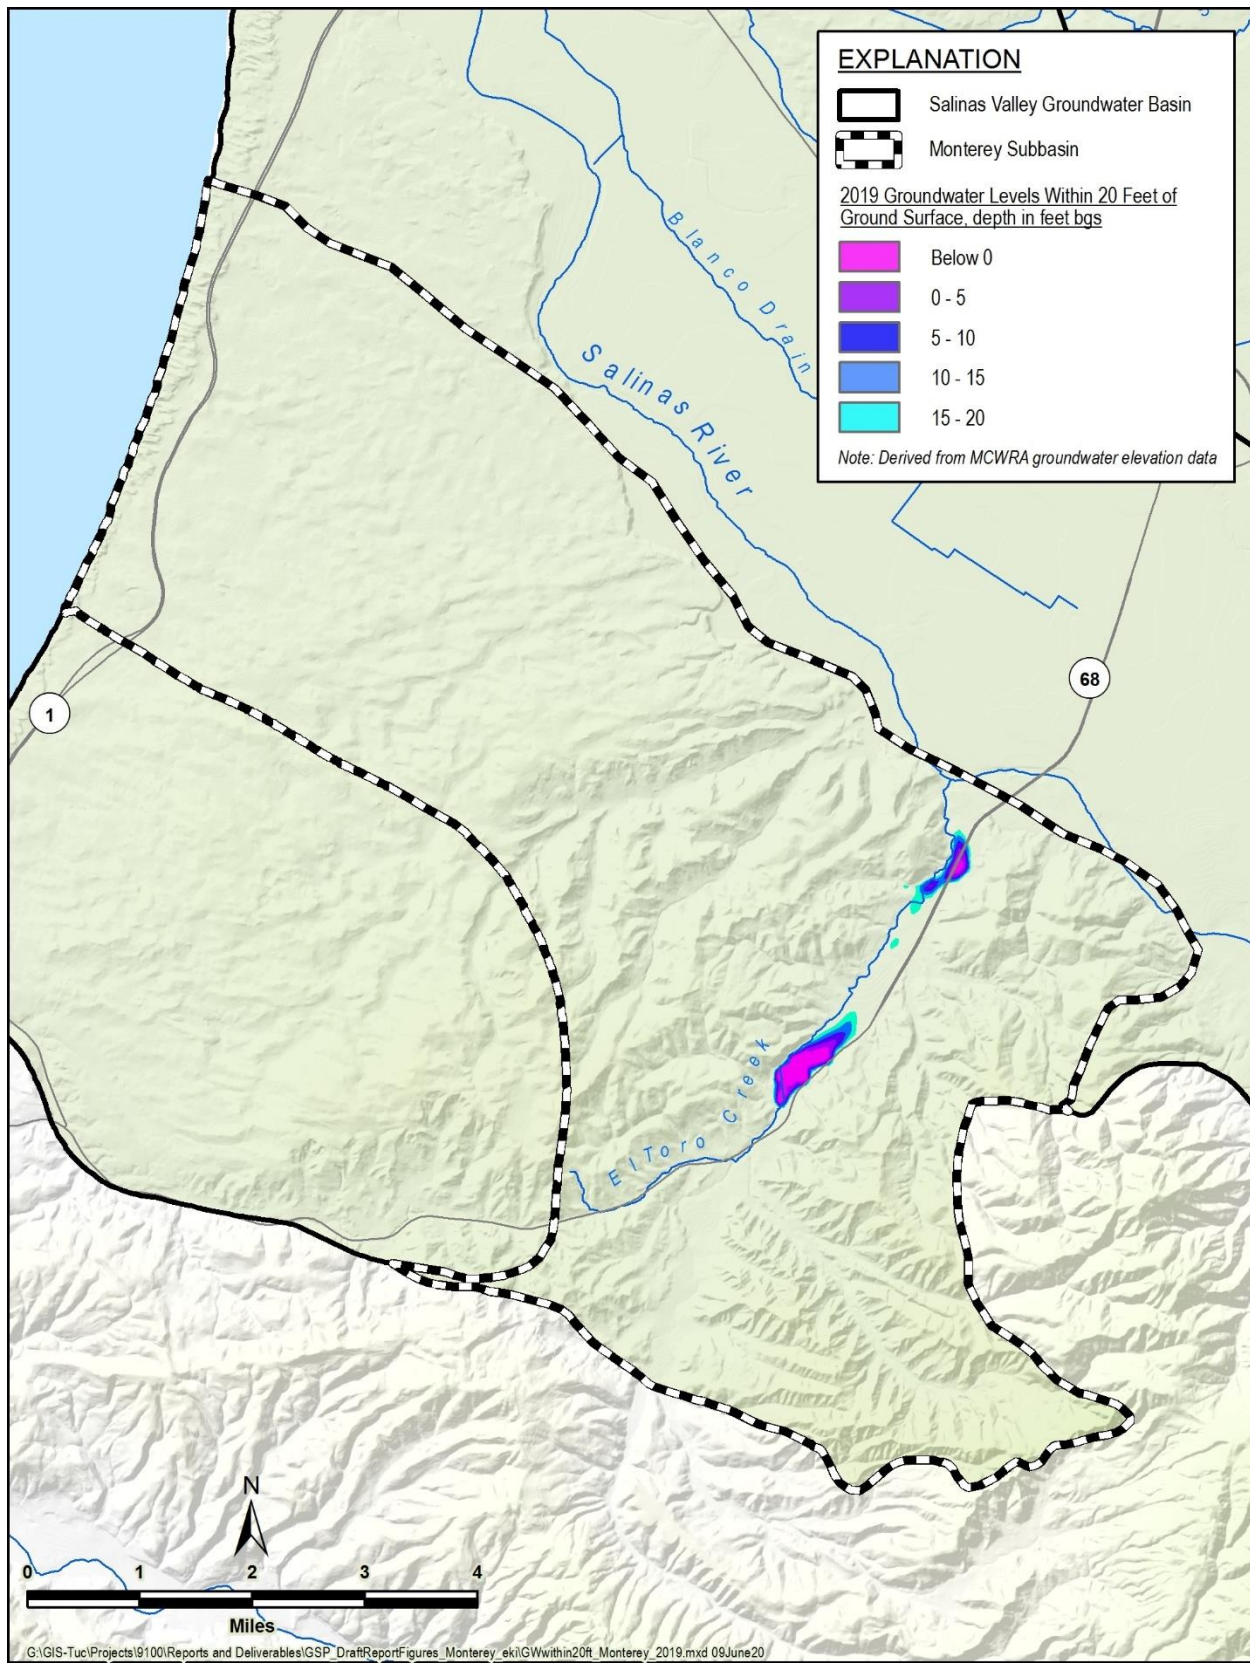 EXPLANATION
Salinas Valley Groundwater Basin
Monterey Subbasin
2019 Groundwater Levels Within 20 Feet of
Ground Surface, depth in feet bgs
Below 0
0 - 5
5 - 10
10 - 15
15 - 20
Note: Derived from MCWRA groundwater elevation data
Blanco Drain
Salinas River
68
1
El Toro Creek
N
0 1 2 3 4
Miles
G:\GIS-Tuc\Projects\9100\Reports and Deliverables\GSP_DraftReportFigures_Monterey_eki\GWwithin20ft_Monterey_2019.mxd 09June20